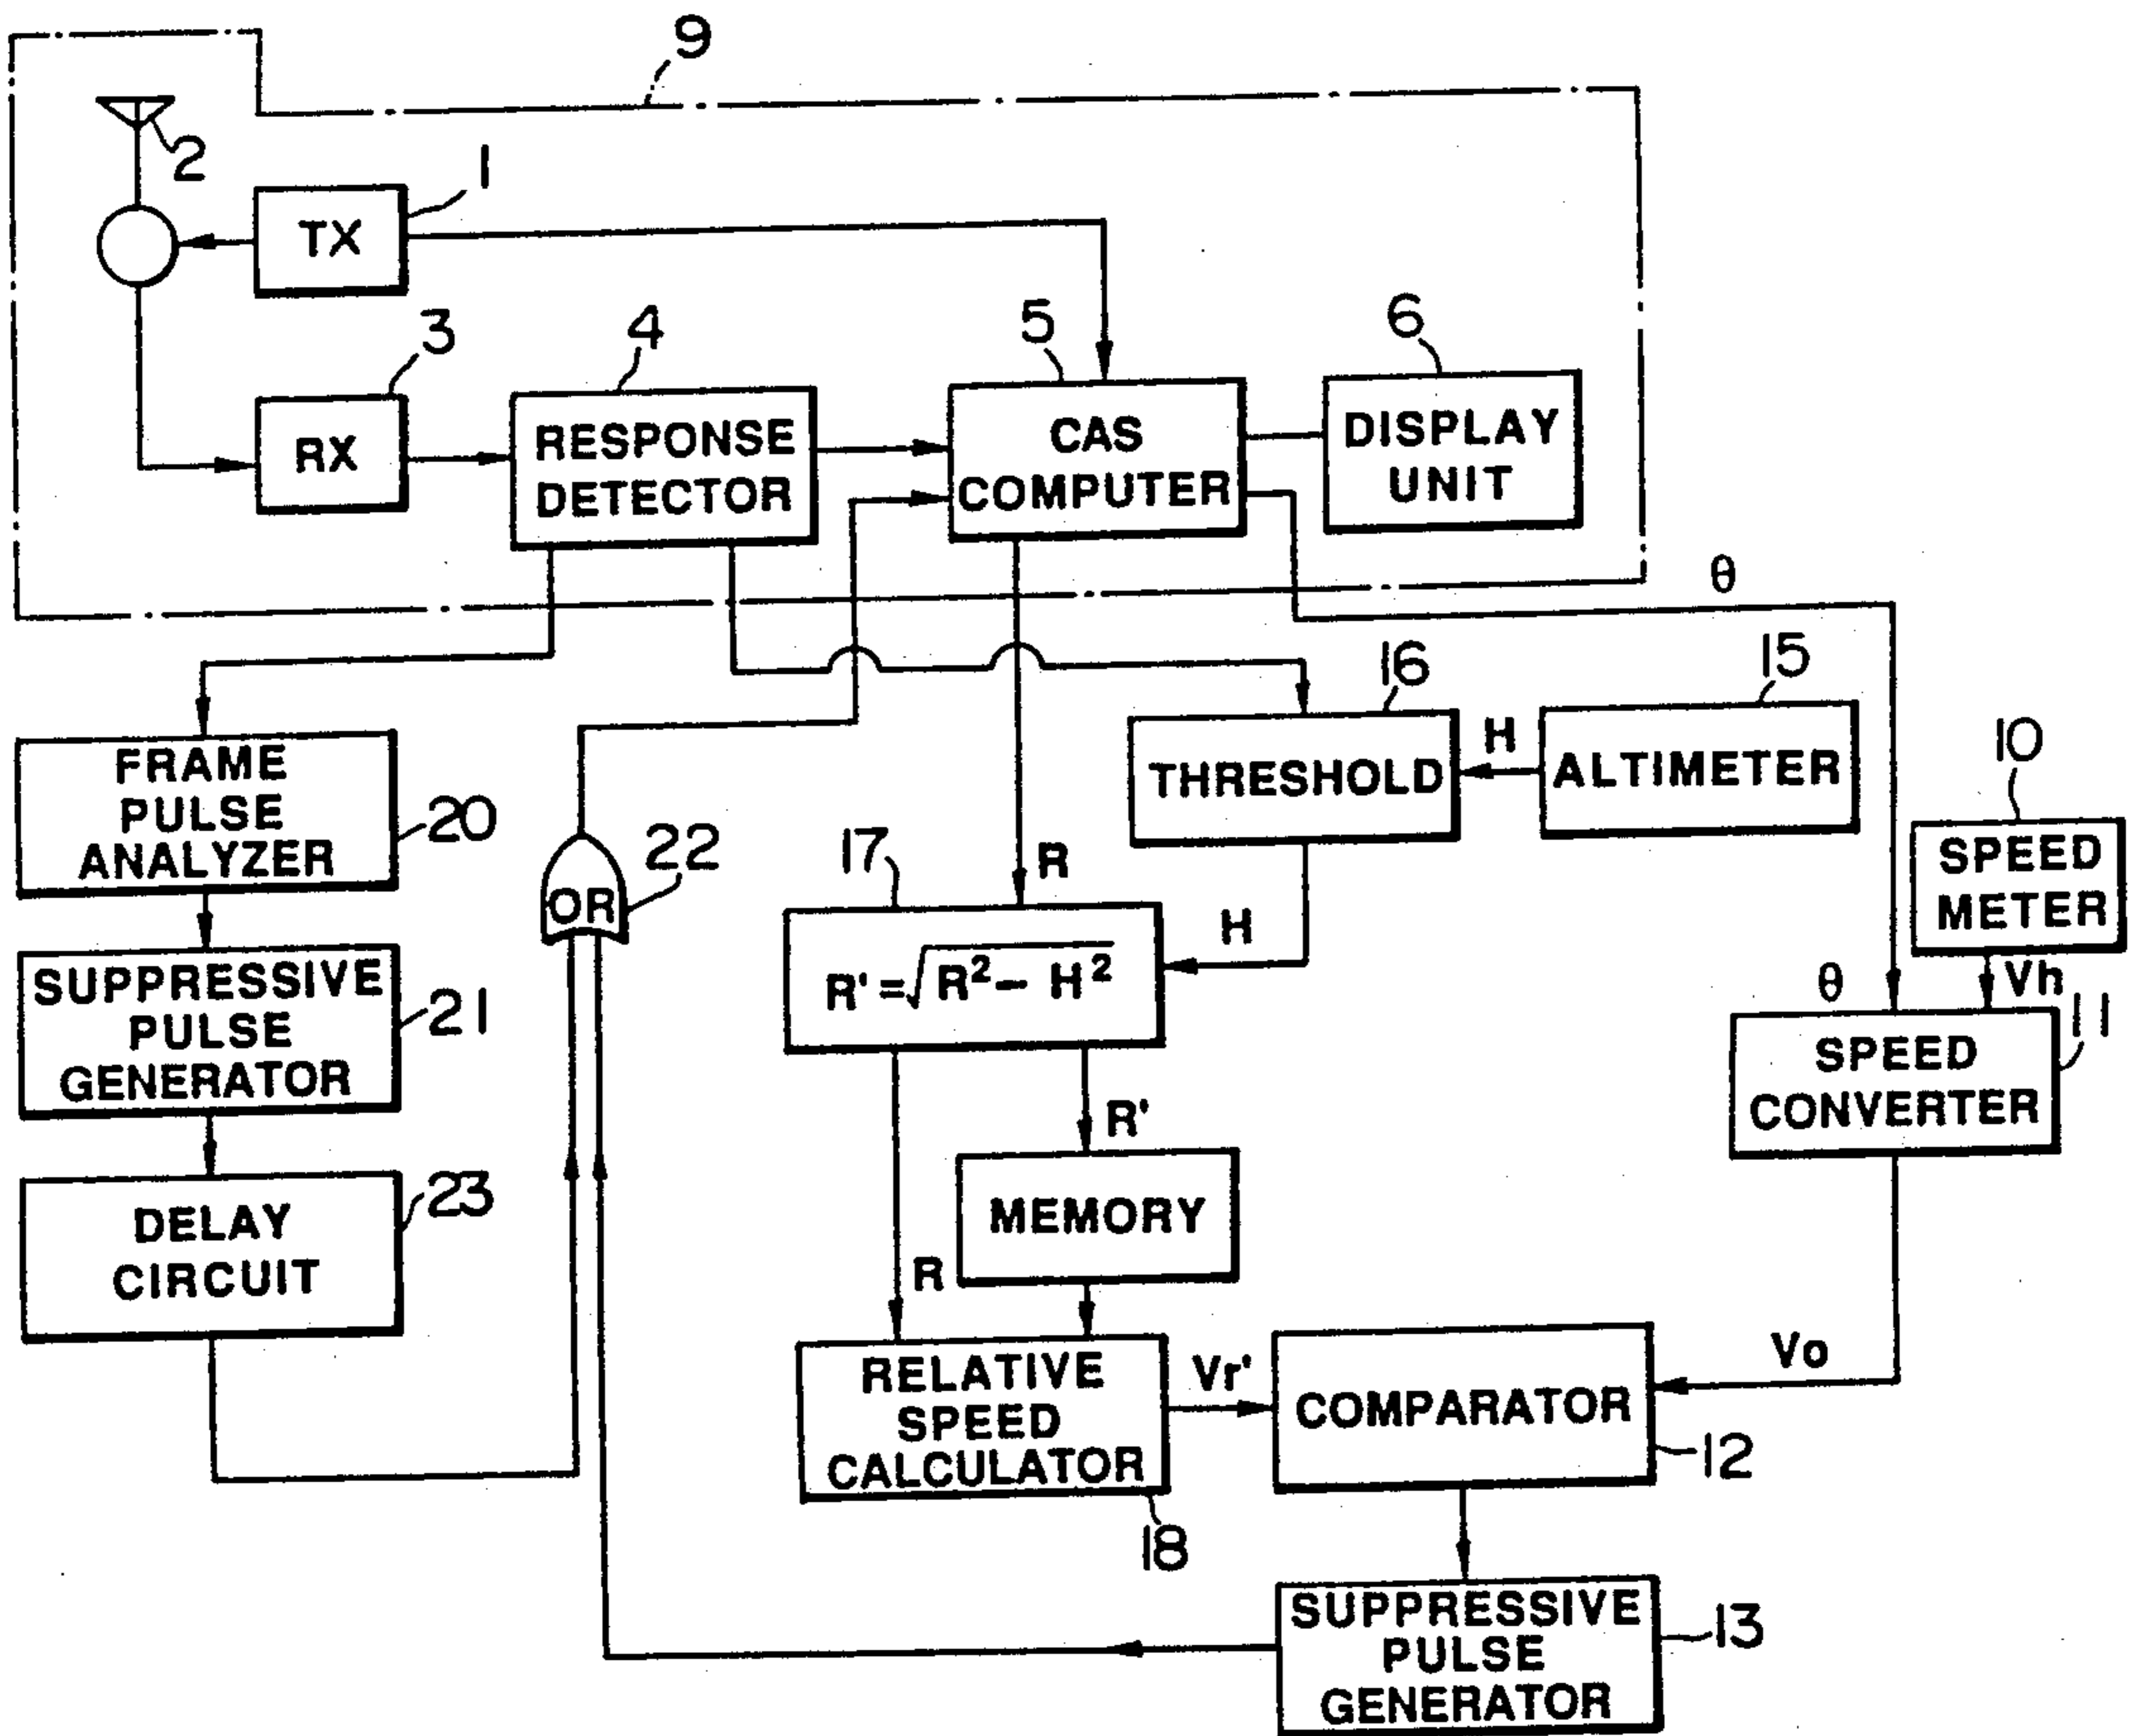 9
2
1
TX
3
4
5
6
RX
RESPONSE
DETECTOR
CAS
COMPUTER
DISPLAY
UNIT
θ
16
15
FRAME
PULSE
ANALYZER
20
THRESHOLD
H
ALTIMETER
10
SPEED
METER
OR
22
17
R
H
R' = √R² − H²
θ
Vh
11
SUPPRESSIVE
PULSE
GENERATOR
21
SPEED
CONVERTER
R'
DELAY
CIRCUIT
23
MEMORY
R
RELATIVE
SPEED
CALCULATOR
18
Vr'
COMPARATOR
12
Vo
SUPPRESSIVE
PULSE
GENERATOR
13